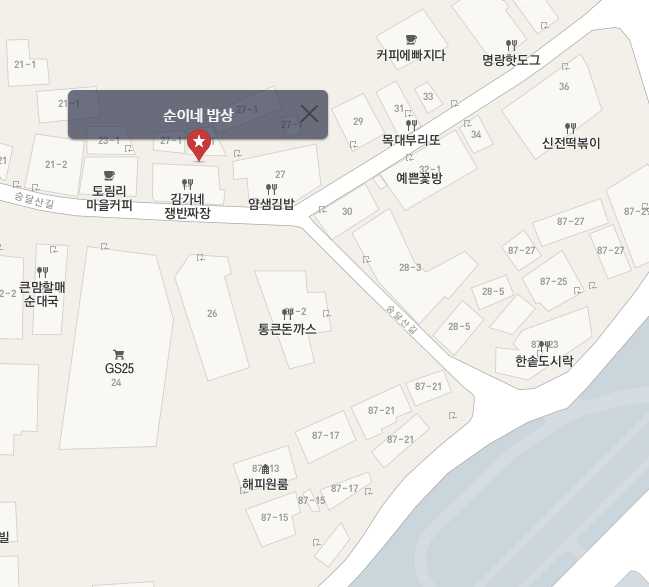 커피에빠지다
명랑핫도그
21-1
36
21-1
27-1
33
31
순이네 밥상
29
27-1
34
목대부리또
신전떡볶이
23-1
27-1
21
21-2
32-1
예쁜꽃방
27
도림리
마을커피
김가네
쟁반짜장
얌샘김밥
승달산길
30
87-29
87-27
87-27
87-27
28-3
큰맘할매
순대국
2-2
87-25
28-5
26
-2
통큰돈까스
승달산길
28-5
87-23
한솥도시락
GS25
24
87-21
87-21
87-17
87-21
87-13
해피원룸
87-17
87-15
87-15
빌